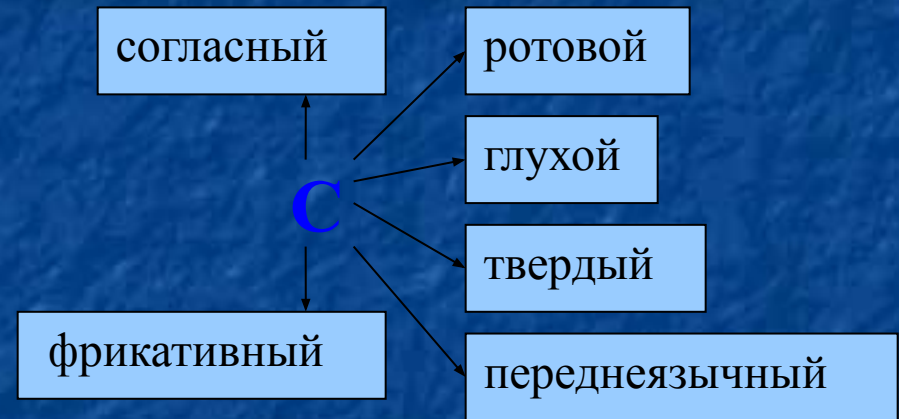 согласный
ротовой
глухой
С
твердый
фрикативный
переднеязычный